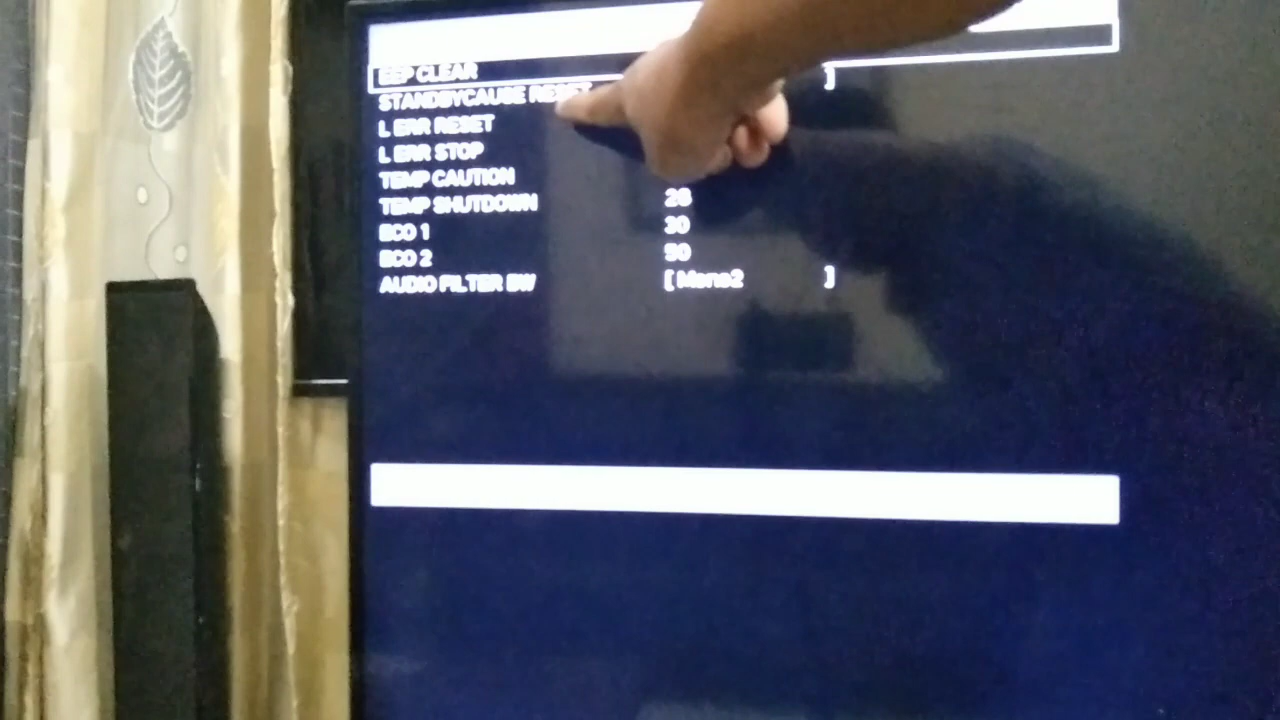 EEP CLEAR ]
STANDBYCAUSE RESET
L ERR RESET
L ERR STOP
TEMP CAUTION
TEMP SHUTDOWN 28
ECO 1 30
ECO 2 50
AUDIO FILTER BW [ Mono2 ]